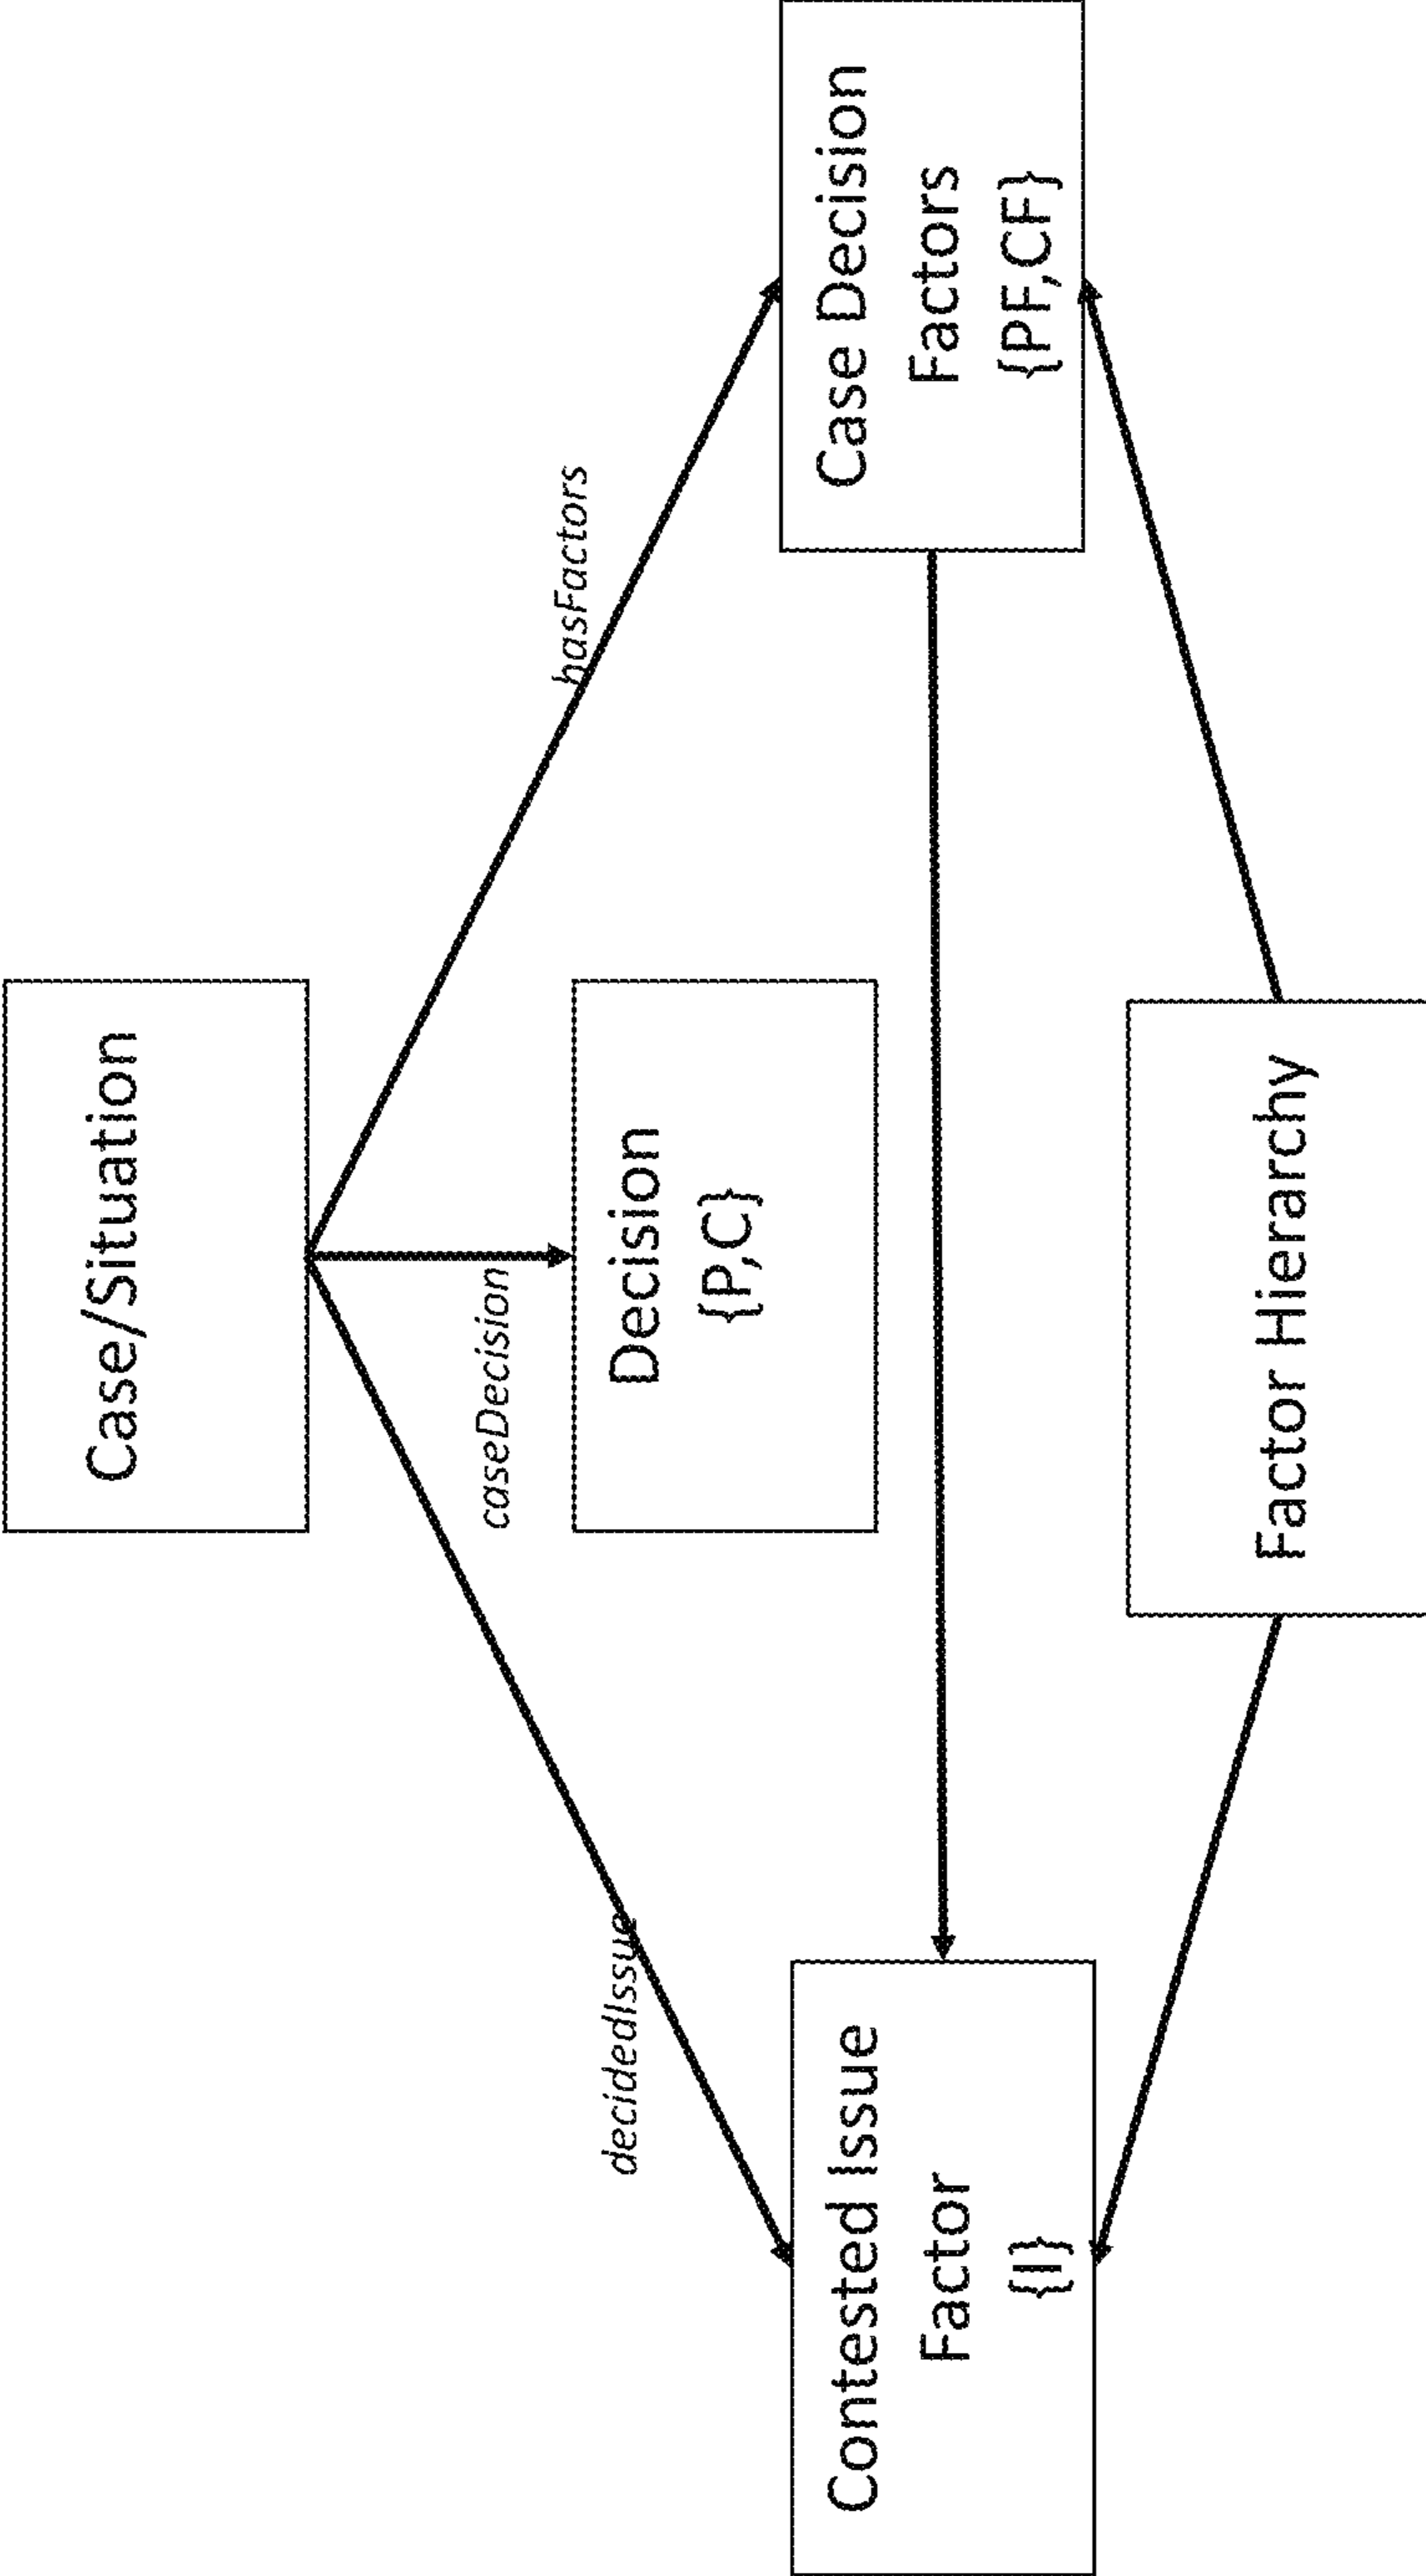 Case/Situation
decidedIssue
caseDecision
hasFactors
Decision
{P,C}
Contested Issue
Factor
{I}
Case Decision
Factors
{PF,CF}
Factor Hierarchy